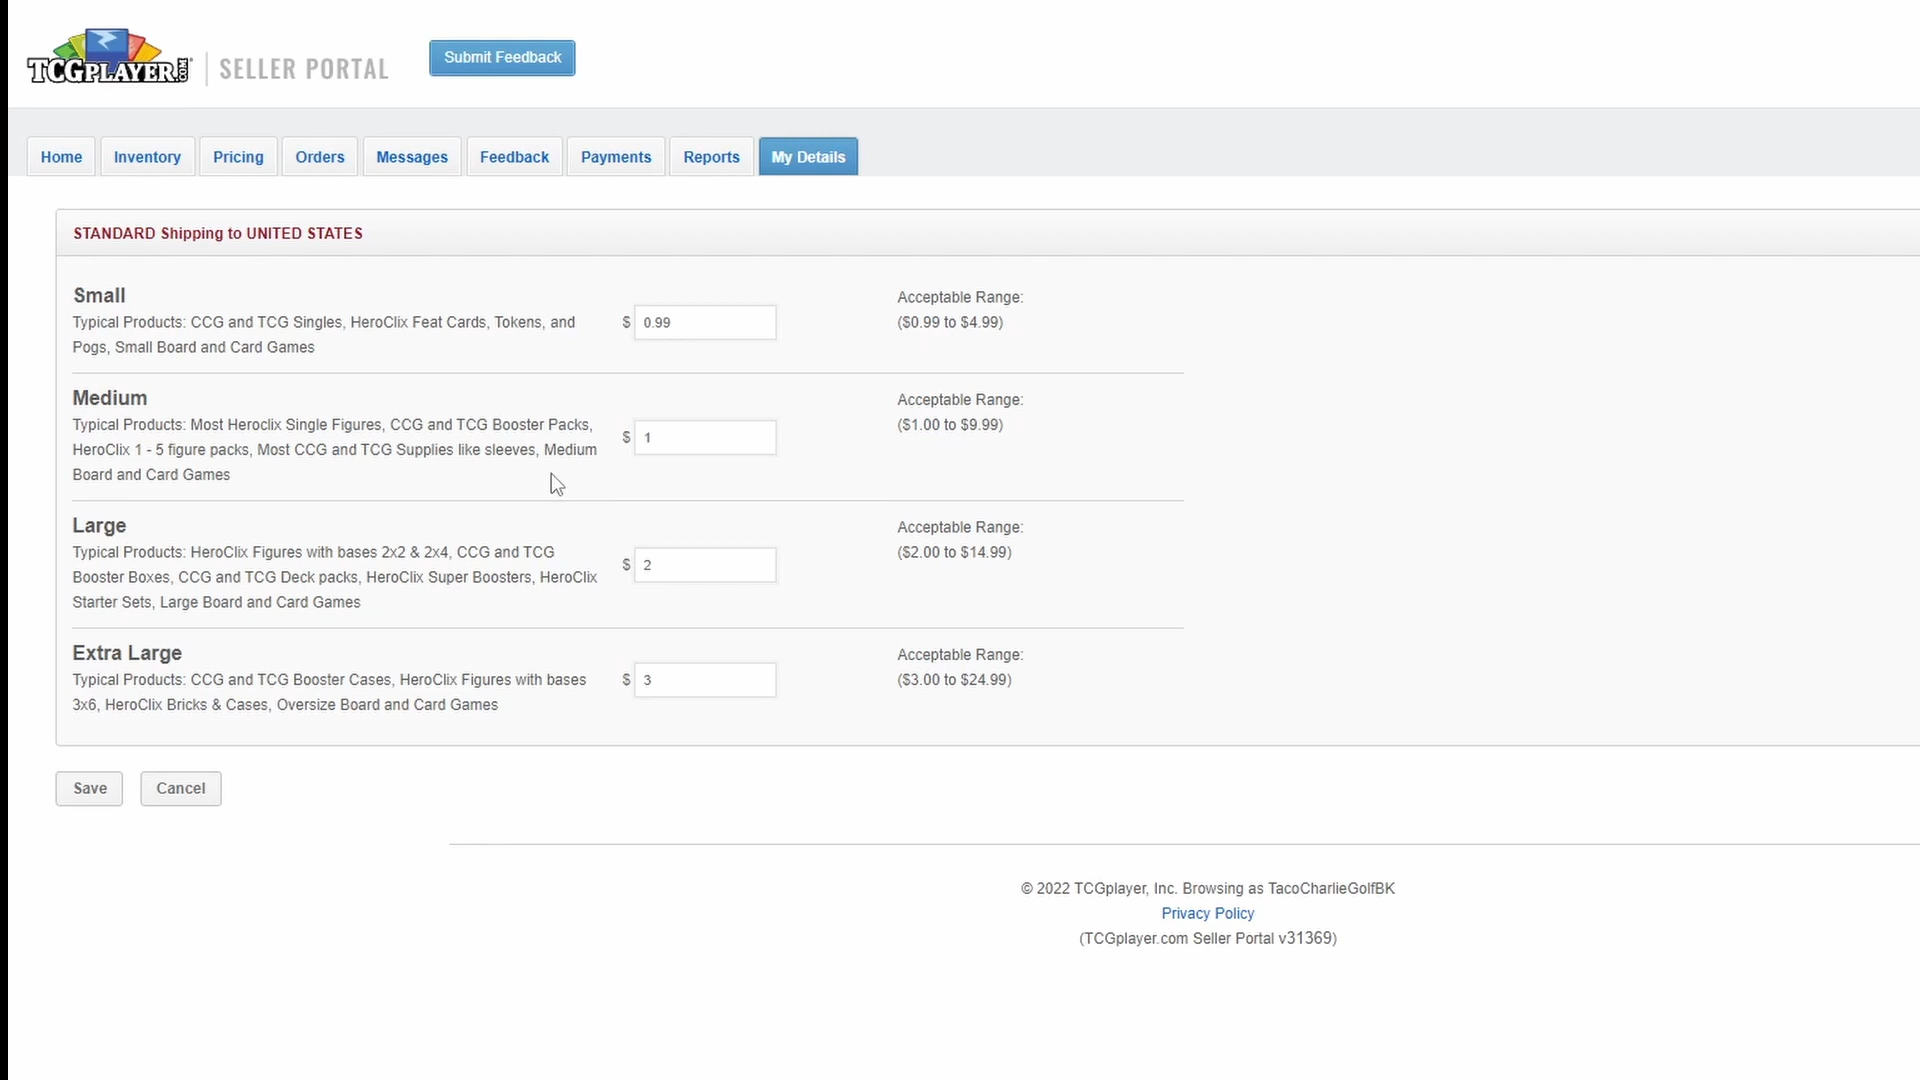 TCGPLAYER.COM
SELLER PORTAL
Submit Feedback
Home
Inventory
Pricing
Orders
Messages
Feedback
Payments
Reports
My Details
STANDARD Shipping to UNITED STATES
Small
Typical Products: CCG and TCG Singles, HeroClix Feat Cards, Tokens, and
Pogs, Small Board and Card Games
$ 0.99
Acceptable Range:
($0.99 to $4.99)
Medium
Typical Products: Most Heroclix Single Figures, CCG and TCG Booster Packs,
HeroClix 1 - 5 figure packs, Most CCG and TCG Supplies like sleeves, Medium
Board and Card Games
$ 1
Acceptable Range:
($1.00 to $9.99)
Large
Typical Products: HeroClix Figures with bases 2x2 & 2x4, CCG and TCG
Booster Boxes, CCG and TCG Deck packs, HeroClix Super Boosters, HeroClix
Starter Sets, Large Board and Card Games
$ 2
Acceptable Range:
($2.00 to $14.99)
Extra Large
Typical Products: CCG and TCG Booster Cases, HeroClix Figures with bases
3x6, HeroClix Bricks & Cases, Oversize Board and Card Games
$ 3
Acceptable Range:
($3.00 to $24.99)
Save
Cancel
© 2022 TCGplayer, Inc. Browsing as TacoCharlieGolfBK
Privacy Policy
(TCGplayer.com Seller Portal v31369)